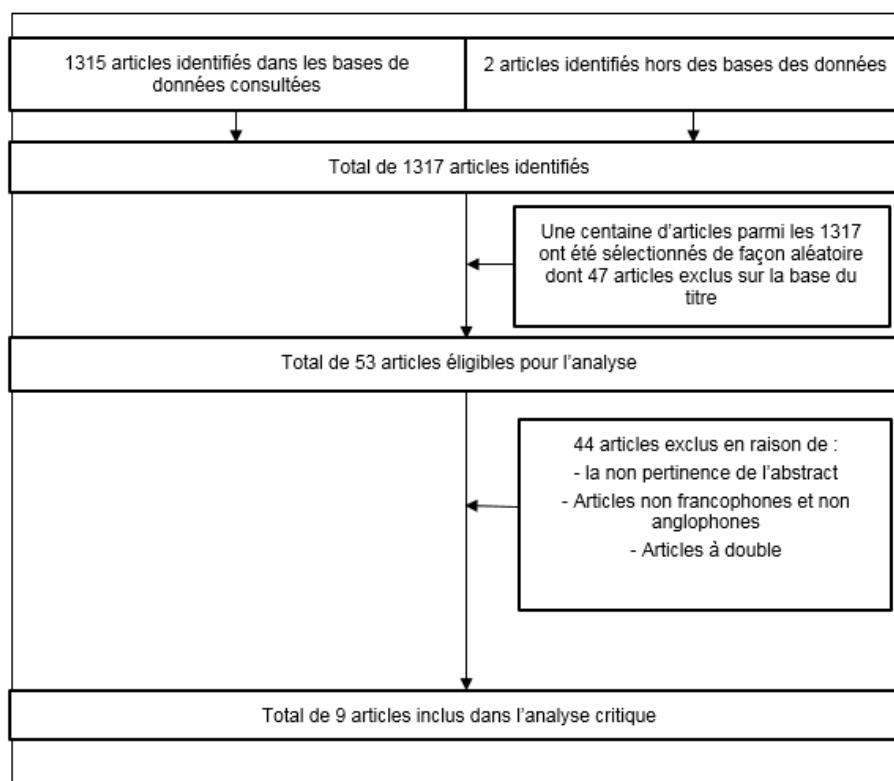 1315 articles identifiés dans les bases de
données consultées
2 articles identifiés hors des bases des données
Total de 1317 articles identifiés
Une centaine d’articles parmi les 1317
ont été sélectionnés de façon aléatoire
dont 47 articles exclus sur la base du
titre
Total de 53 articles éligibles pour l’analyse
44 articles exclus en raison de :
- la non pertinence de l’abstract
- Articles non francophones et non
anglophones
- Articles à double
Total de 9 articles inclus dans l’analyse critique